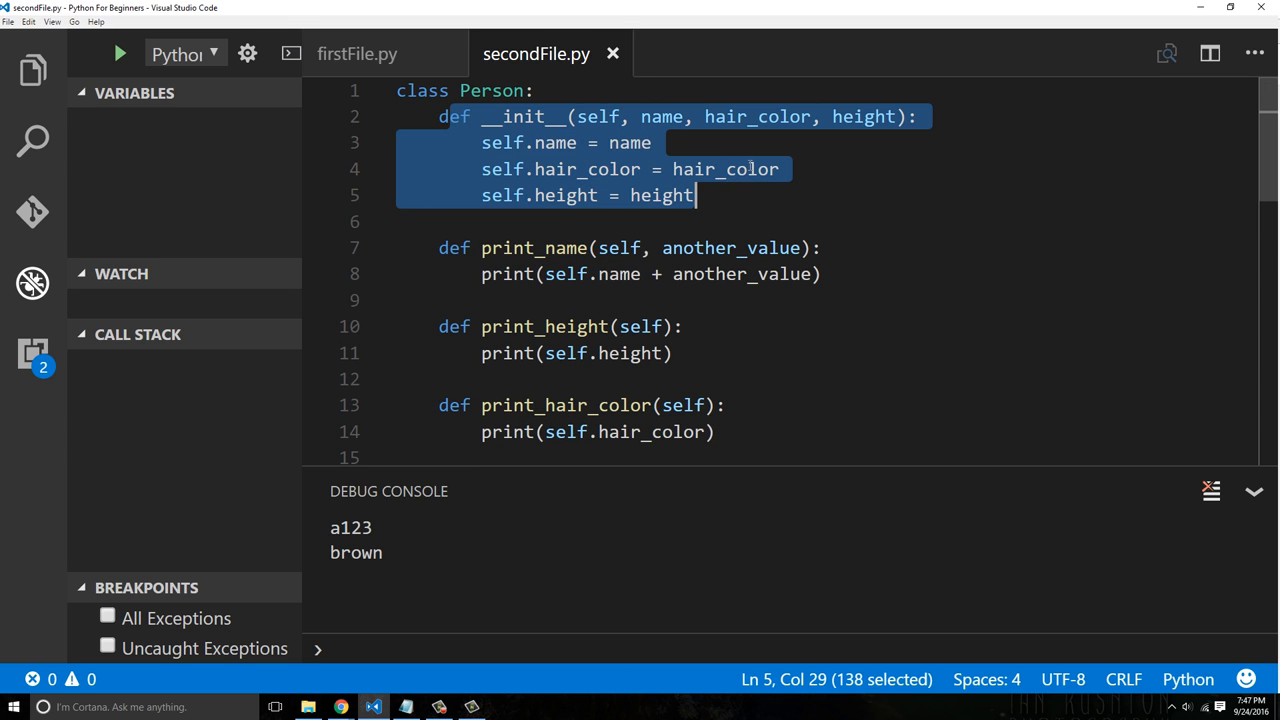 secondFile.py - Python For Beginners - Visual Studio Code
File Edit View Go Help
Python firstFile.py secondFile.py
VARIABLES
WATCH
CALL STACK
BREAKPOINTS
All Exceptions
Uncaught Exceptions
2
1 class Person:
2 def __init__(self, name, hair_color, height):
3 self.name = name
4 self.hair_color = hair_color
5 self.height = height
6
7 def print_name(self, another_value):
8 print(self.name + another_value)
9
10 def print_height(self):
11 print(self.height)
12
13 def print_hair_color(self):
14 print(self.hair_color)
15
DEBUG CONSOLE
a123
brown
0 0 Ln 5, Col 29 (138 selected) Spaces: 4 UTF-8 CRLF Python
I'm Cortana. Ask me anything. 7:47 PM
9/24/2016